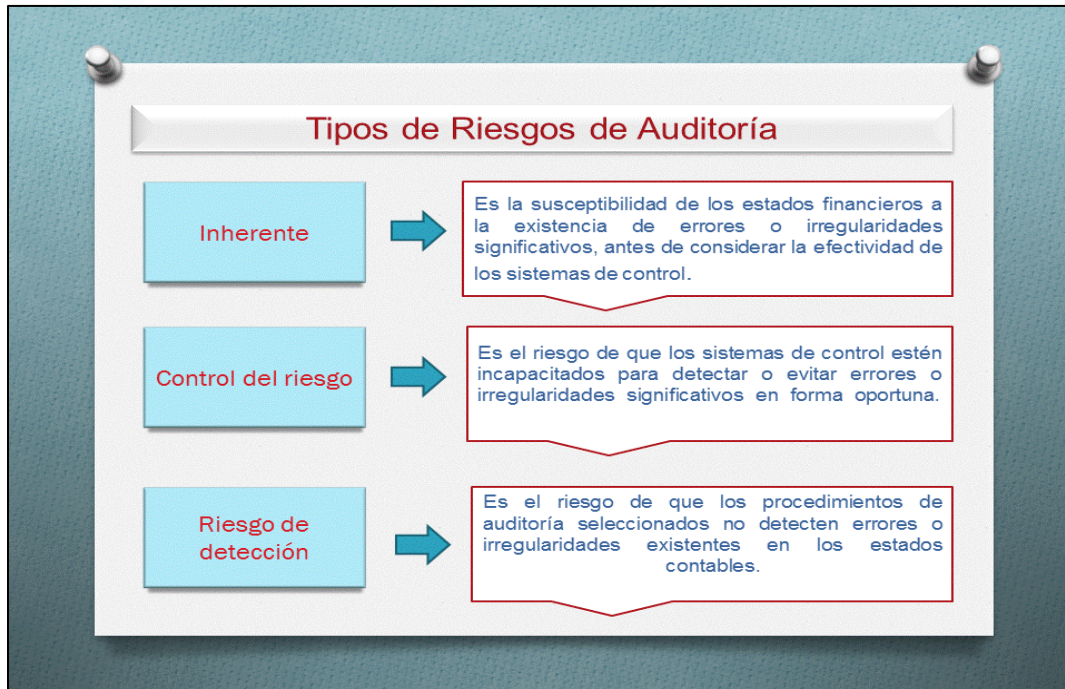 Tipos de Riesgos de Auditoría
Inherente
Es la susceptibilidad de los estados financieros a
la existencia de errores o irregularidades
significativos, antes de considerar la efectividad de
los sistemas de control.
Control del riesgo
Es el riesgo de que los sistemas de control estén
incapacitados para detectar o evitar errores o
irregularidades significativos en forma oportuna.
Riesgo de
detección
Es el riesgo de que los procedimientos de
auditoría seleccionados no detecten errores o
irregularidades existentes en los estados
contables.